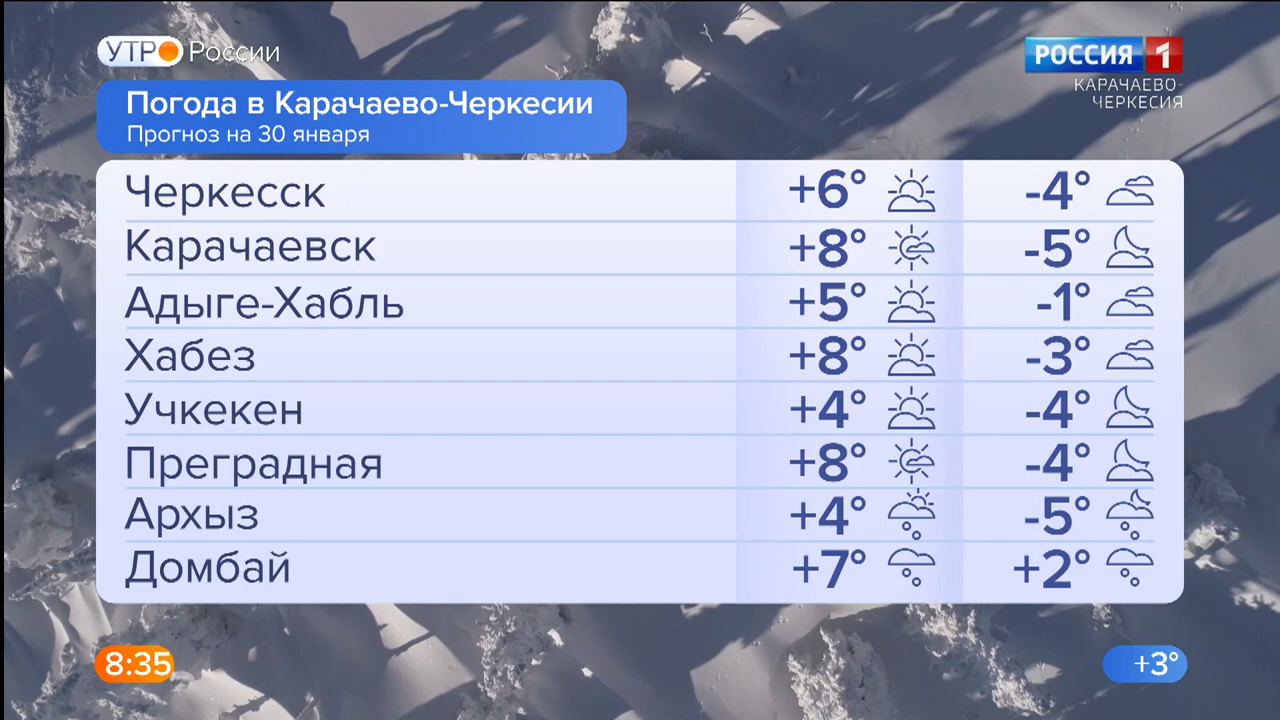 УТРО России
РОССИЯ 1
КАРАЧАЕВО-
ЧЕРКЕСИЯ
Погода в Карачаево-Черкесии
Прогноз на 30 января
Черкесск +6° -4°
Карачаевск +8° -5°
Адыге-Хабль +5° -1°
Хабез +8° -3°
Учкекен +4° -4°
Преградная +8° -4°
Архыз +4° -5°
Домбай +7° +2°
8:35 +3°